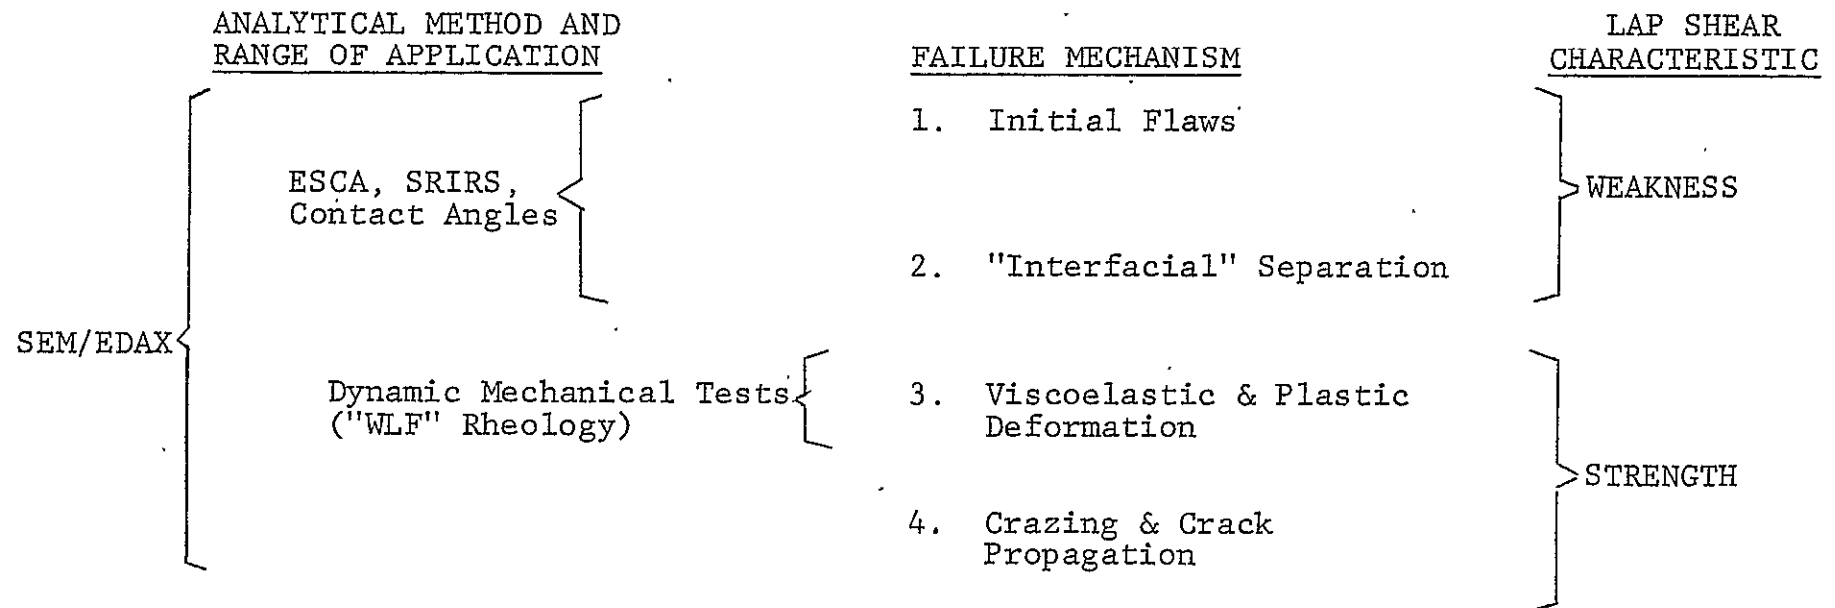 ANALYTICAL METHOD AND
RANGE OF APPLICATION
FAILURE MECHANISM
LAP SHEAR
CHARACTERISTIC
1. Initial Flaws
ESCA, SRIRS,
Contact Angles
WEAKNESS
2. "Interfacial" Separation
SEM/EDAX
Dynamic Mechanical Tests
("WLF" Rheology)
3. Viscoelastic & Plastic
Deformation
STRENGTH
4. Crazing & Crack
Propagation